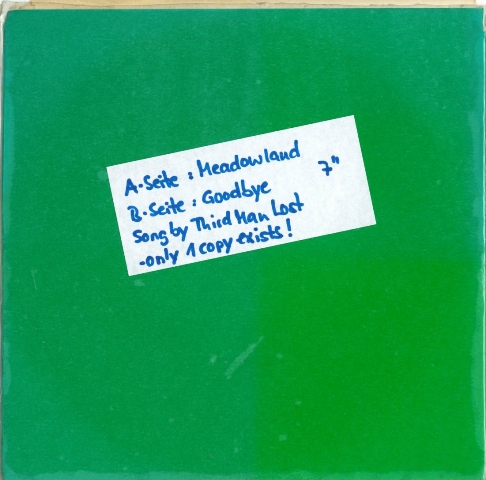 A-Seite : Meadowland
7"
B-Seite : Goodbye
Song by Third Man Lost
-only 1 copy exists!